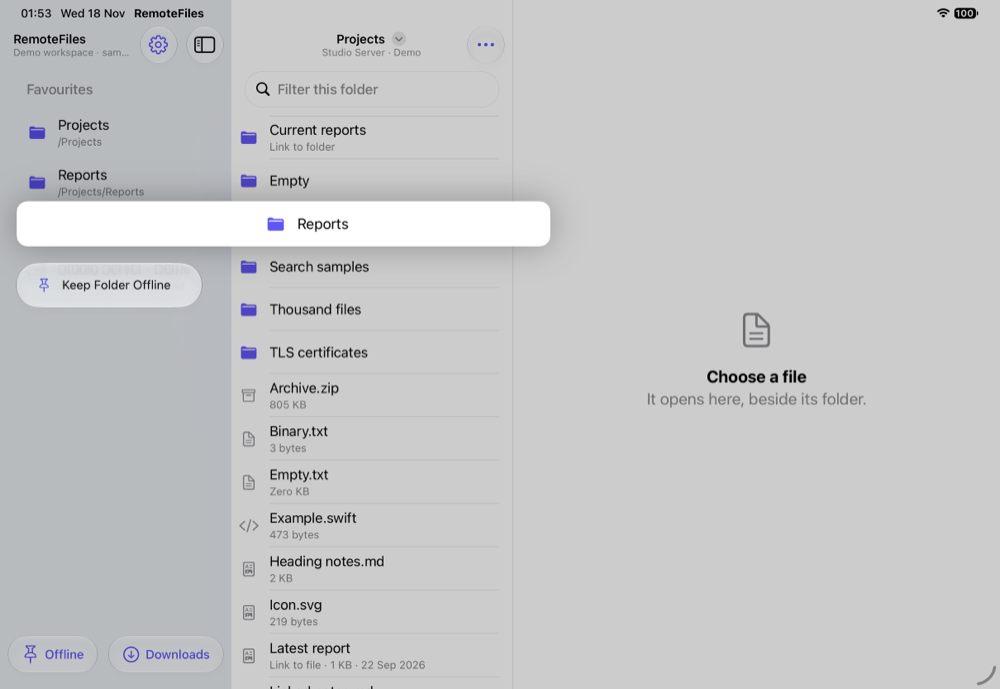 01:53 Wed 18 Nov RemoteFiles
100
RemoteFiles
Demo workspace · sam...
Favourites
Projects
/Projects
Reports
/Projects/Reports
Keep Folder Offline
Offline
Downloads
Projects
Studio Server · Demo
Filter this folder
Current reports
Link to folder
Empty
Reports
Search samples
Thousand files
TLS certificates
Archive.zip
805 KB
Binary.txt
3 bytes
Empty.txt
Zero KB
Example.swift
473 bytes
Heading notes.md
2 KB
Icon.svg
219 bytes
Latest report
Link to file · 1 KB · 22 Sep 2026
Choose a file
It opens here, beside its folder.